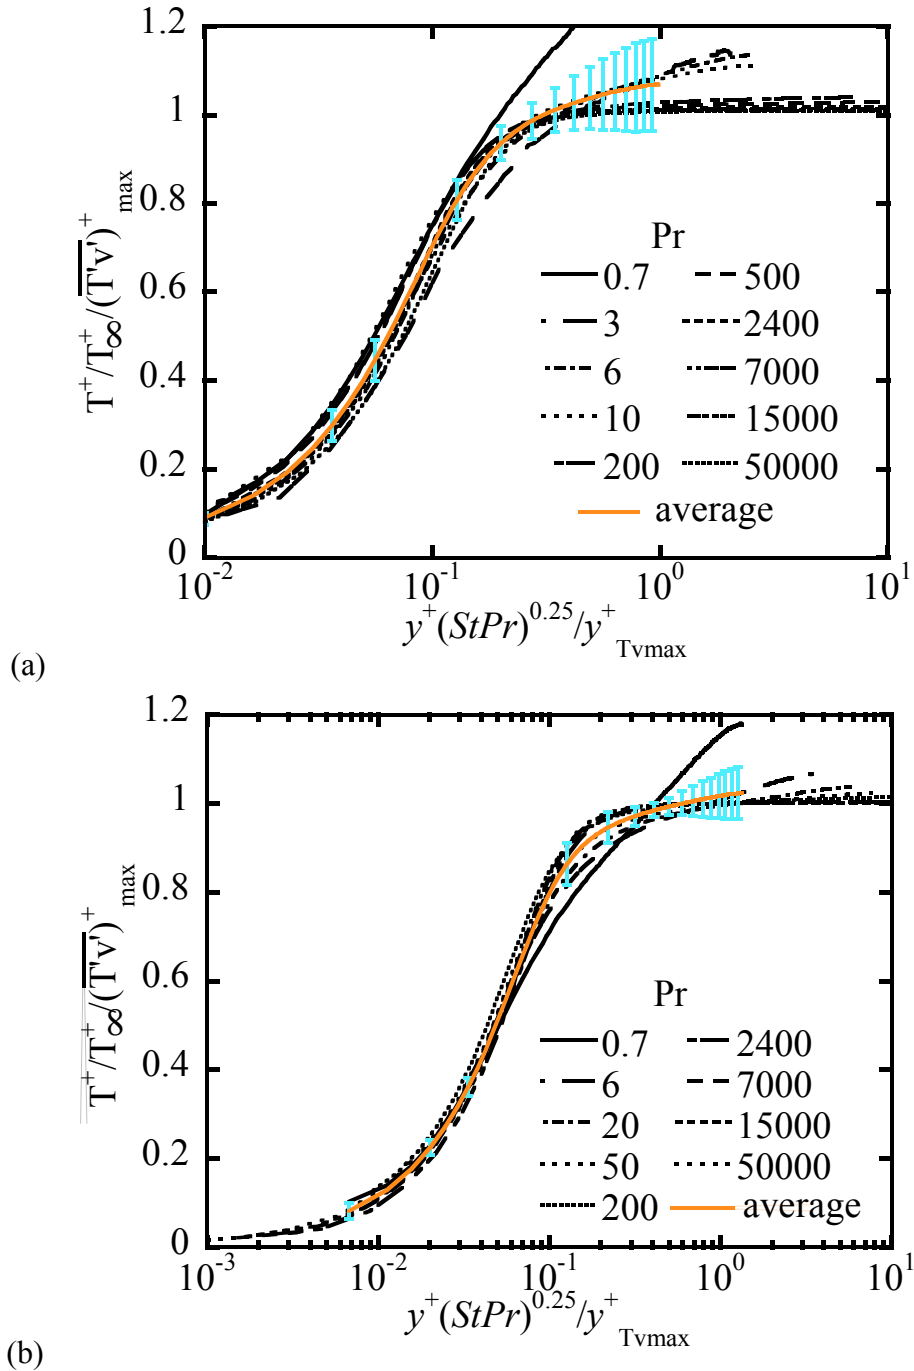 1.2
1
0.8
0.6
0.4
0.2
0
T⁺/T⁺∞/(T'v')⁺max
Pr
0.7 500
3 2400
6 7000
10 15000
200 50000
average
10⁻² 10⁻¹ 10⁰ 10¹
y⁺(StPr)^0.25/y⁺Tvmax
(a)
1.2
1
0.8
0.6
0.4
0.2
0
T⁺/T⁺∞/(T'v')⁺max
Pr
0.7 2400
6 7000
20 15000
50 50000
200 average
10⁻³ 10⁻² 10⁻¹ 10⁰ 10¹
y⁺(StPr)^0.25/y⁺Tvmax
(b)